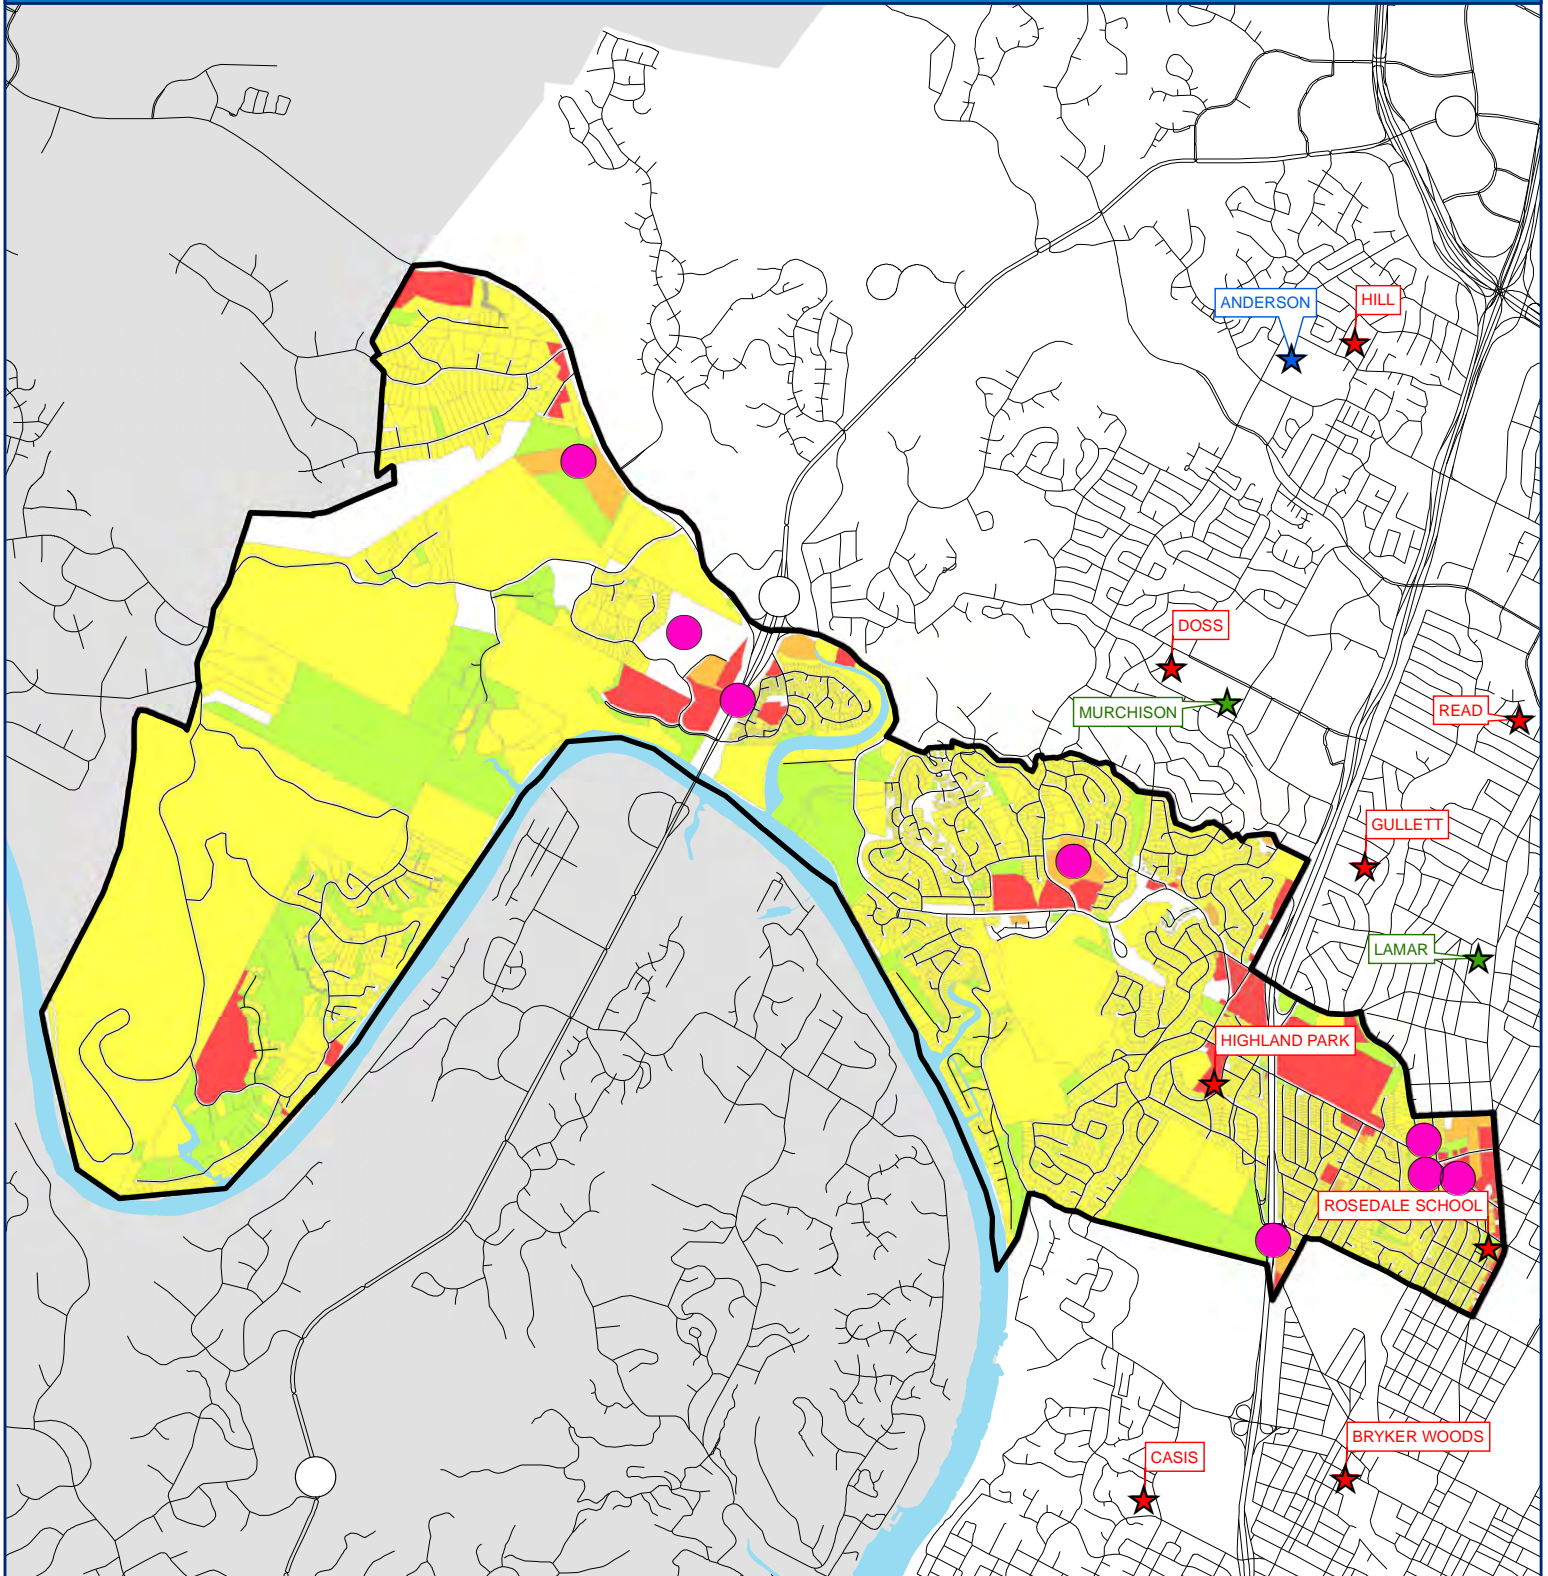 ANDERSON
HILL
DOSS
MURCHISON
READ
GULLETT
LAMAR
HIGHLAND PARK
ROSEDALE SCHOOL
BRYKER WOODS
CASIS